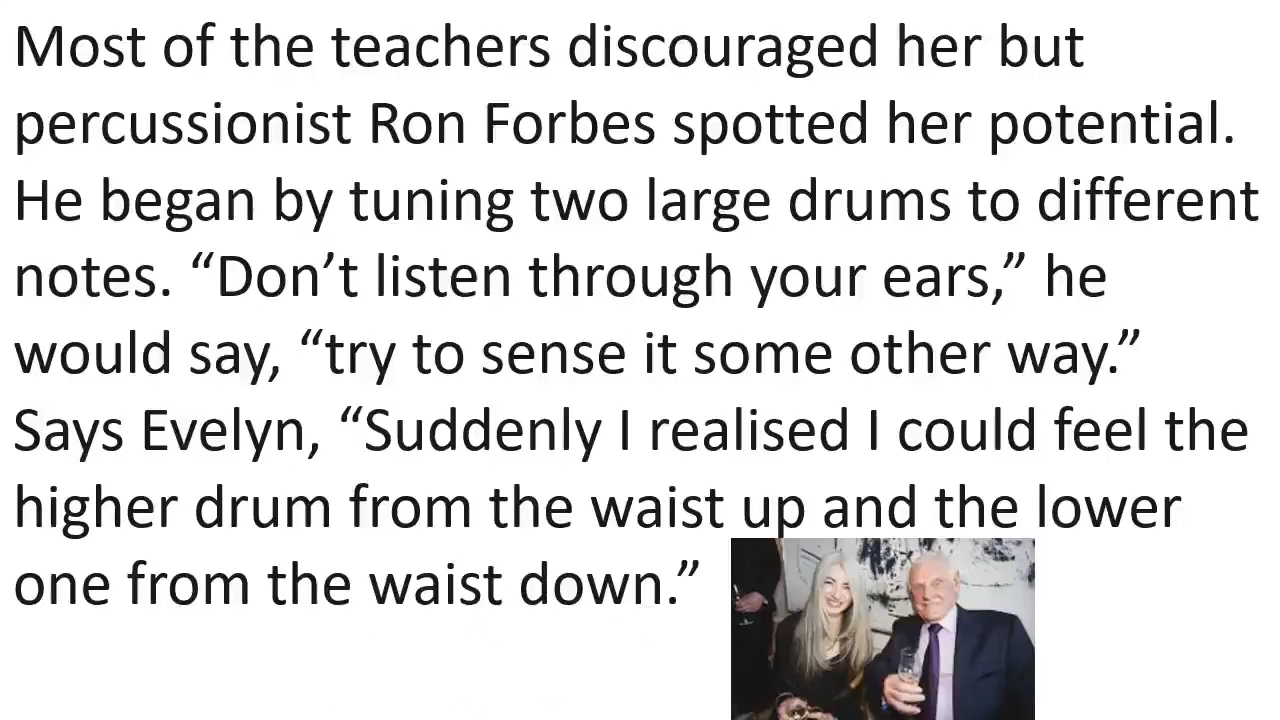 Most of the teachers discouraged her but
percussionist Ron Forbes spotted her potential.
He began by tuning two large drums to different
notes. “Don’t listen through your ears,” he
would say, “try to sense it some other way.”
Says Evelyn, “Suddenly I realised I could feel the
higher drum from the waist up and the lower
one from the waist down.”